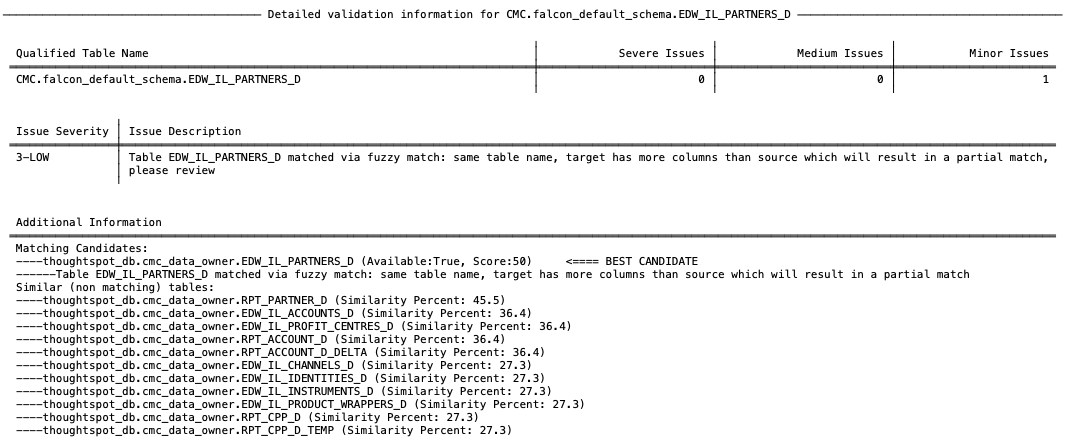 Detailed validation information for CMC.falcon_default_schema.EDW_IL_PARTNERS_D
Qualified Table Name Severe Issues Medium Issues Minor Issues
CMC.falcon_default_schema.EDW_IL_PARTNERS_D 0 0 1
Issue Severity Issue Description
3-LOW Table EDW_IL_PARTNERS_D matched via fuzzy match: same table name, target has more columns than source which will result in a partial match,
please review
Additional Information
Matching Candidates:
----thoughtspot_db.cmc_data_owner.EDW_IL_PARTNERS_D (Available:True, Score:50) <==== BEST CANDIDATE
------Table EDW_IL_PARTNERS_D matched via fuzzy match: same table name, target has more columns than source which will result in a partial match
Similar (non matching) tables:
----thoughtspot_db.cmc_data_owner.RPT_PARTNER_D (Similarity Percent: 45.5)
----thoughtspot_db.cmc_data_owner.EDW_IL_ACCOUNTS_D (Similarity Percent: 36.4)
----thoughtspot_db.cmc_data_owner.EDW_IL_PROFIT_CENTRES_D (Similarity Percent: 36.4)
----thoughtspot_db.cmc_data_owner.RPT_ACCOUNT_D (Similarity Percent: 36.4)
----thoughtspot_db.cmc_data_owner.RPT_ACCOUNT_D_DELTA (Similarity Percent: 36.4)
----thoughtspot_db.cmc_data_owner.EDW_IL_CHANNELS_D (Similarity Percent: 27.3)
----thoughtspot_db.cmc_data_owner.EDW_IL_IDENTITIES_D (Similarity Percent: 27.3)
----thoughtspot_db.cmc_data_owner.EDW_IL_INSTRUMENTS_D (Similarity Percent: 27.3)
----thoughtspot_db.cmc_data_owner.EDW_IL_PRODUCT_WRAPPERS_D (Similarity Percent: 27.3)
----thoughtspot_db.cmc_data_owner.RPT_CPP_D (Similarity Percent: 27.3)
----thoughtspot_db.cmc_data_owner.RPT_CPP_D_TEMP (Similarity Percent: 27.3)